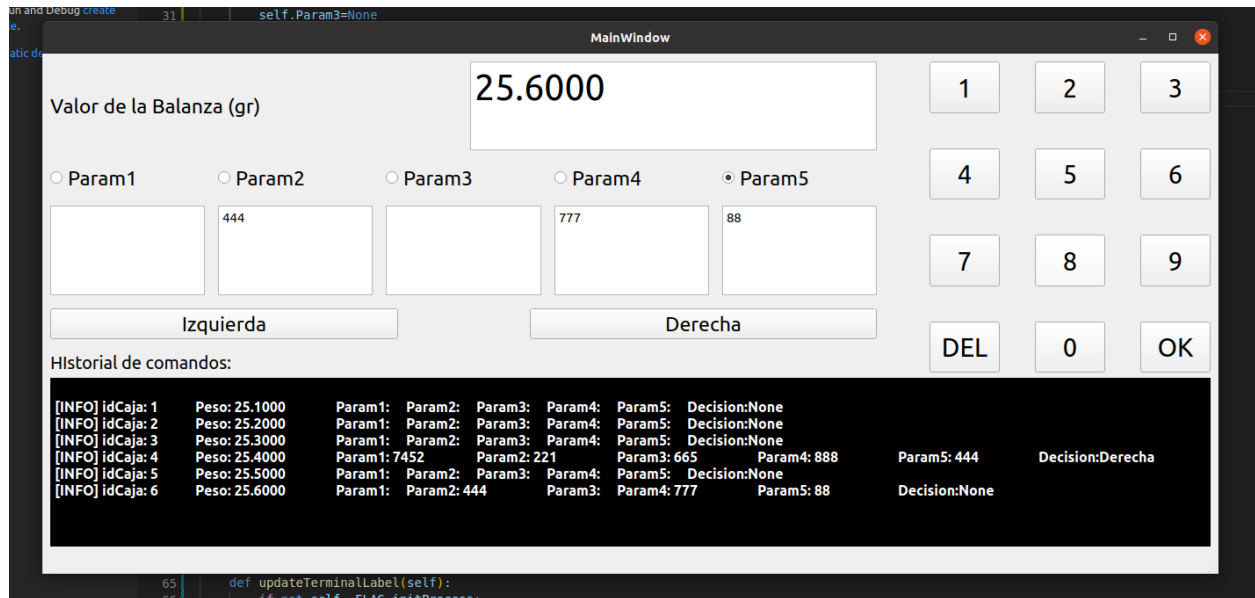 un and Debug create
31 self.Param3=None
e.
MainWindow
atic de
Valor de la Balanza (gr)
25.6000
1 2 3
Param1 Param2 Param3 Param4 Param5
4 5 6
444 777 88
7 8 9
Izquierda Derecha
DEL 0 OK
HIstorial de comandos:
[INFO] idCaja: 1 Peso: 25.1000 Param1: Param2: Param3: Param4: Param5: Decision:None
[INFO] idCaja: 2 Peso: 25.2000 Param1: Param2: Param3: Param4: Param5: Decision:None
[INFO] idCaja: 3 Peso: 25.3000 Param1: Param2: Param3: Param4: Param5: Decision:None
[INFO] idCaja: 4 Peso: 25.4000 Param1: 7452 Param2: 221 Param3: 665 Param4: 888 Param5: 444 Decision:Derecha
[INFO] idCaja: 5 Peso: 25.5000 Param1: Param2: Param3: Param4: Param5: Decision:None
[INFO] idCaja: 6 Peso: 25.6000 Param1: Param2: 444 Param3: Param4: 777 Param5: 88 Decision:None
65 def updateTerminalLabel(self):
if not self.